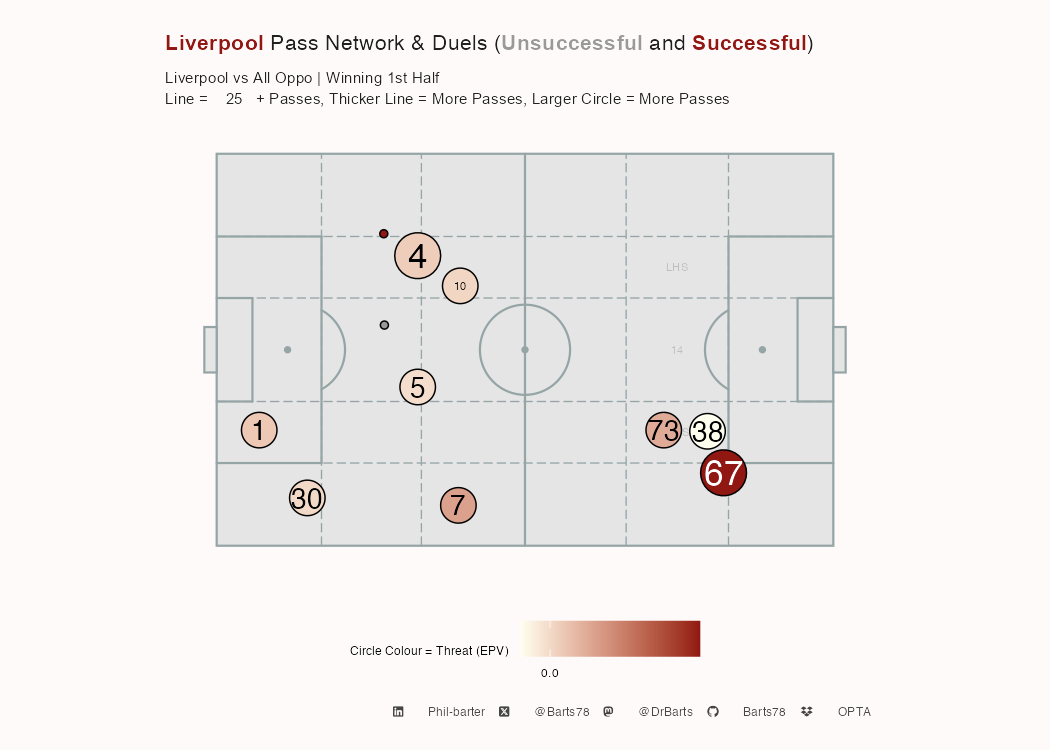 Liverpool Pass Network & Duels (Unsuccessful and Successful)
Liverpool vs All Oppo | Winning 1st Half
Line = 25 + Passes, Thicker Line = More Passes, Larger Circle = More Passes
4
LHS
10
14
5
1
73
38
67
30
7
Circle Colour = Threat (EPV)
0.0
Phil-barter @Barts78 @DrBarts Barts78 OPTA